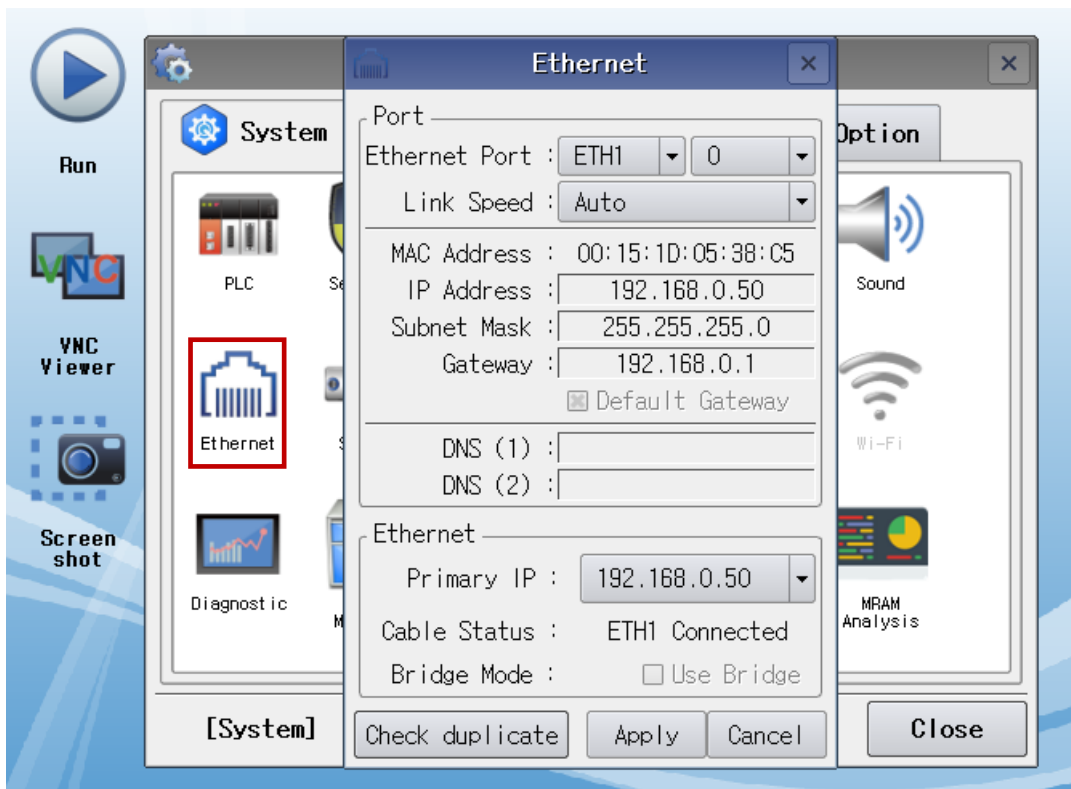 Run
VNC
VNC
Viewer
Screen
shot
System
Option
PLC
Se
Sound
Ethernet
S
Wi-Fi
Diagnostic
M
MRAM
Analysis
[System]
Close
Ethernet
Port
Ethernet Port : ETH1 0
Link Speed : Auto
MAC Address : 00:15:1D:05:38:C5
IP Address : 192.168.0.50
Subnet Mask : 255.255.255.0
Gateway : 192.168.0.1
Default Gateway
DNS (1) :
DNS (2) :
Ethernet
Primary IP : 192.168.0.50
Cable Status : ETH1 Connected
Bridge Mode : Use Bridge
Check duplicate Apply Cancel